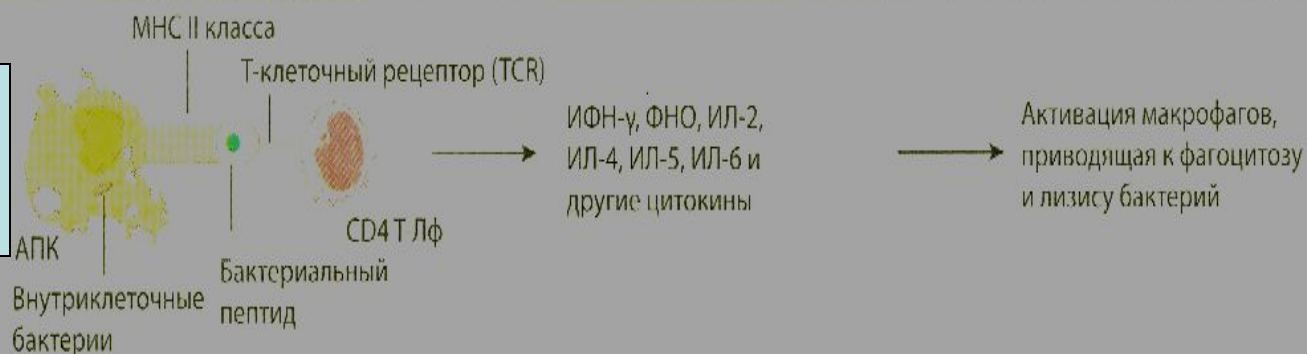 МНС II класса
Т-клеточный рецептор (TCR)
ИФН-γ, ФНО, ИЛ-2,
ИЛ-4, ИЛ-5, ИЛ-6 и
другие цитокины
Активация макрофагов,
приводящая к фагоцитозу
и лизису бактерий
CD4 Т Лф
АПК
Бактериальный
пептид
Внутриклеточные
бактерии